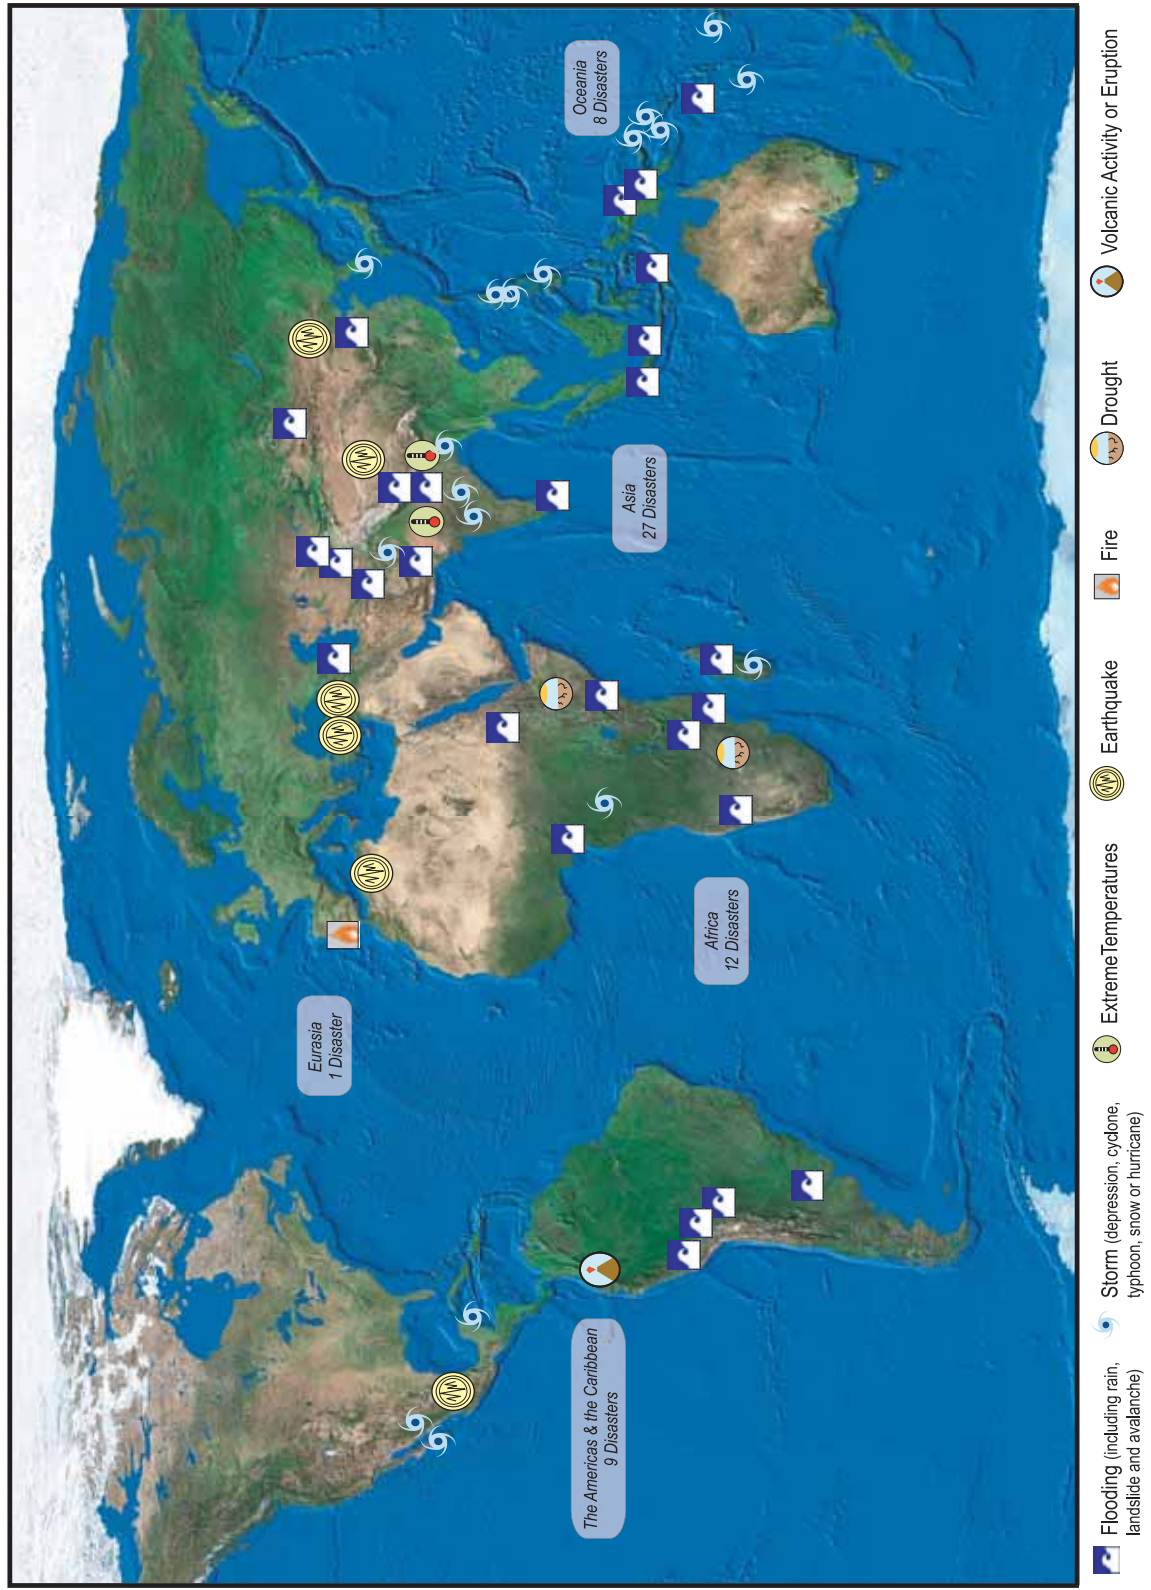 Eurasia
1 Disaster
Oceania
8 Disasters
Asia
27 Disasters
Africa
12 Disasters
The Americas & the Caribbean
9 Disasters
Flooding (including rain,
landslide and avalanche)
Storm (depression, cyclone,
typhoon, snow or hurricane)
Extreme Temperatures
Earthquake
Fire
Drought
Volcanic Activity or Eruption